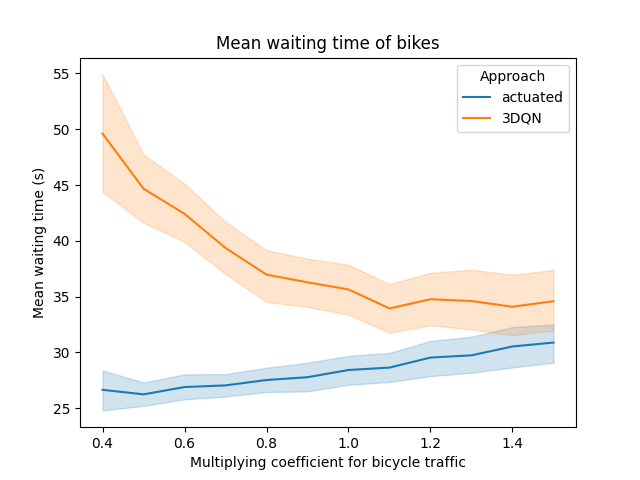 Mean waiting time of bikes
Approach
actuated
3DQN
Mean waiting time (s)
55
50
45
40
35
30
25
0.4
0.6
0.8
1.0
1.2
1.4
Multiplying coefficient for bicycle traffic